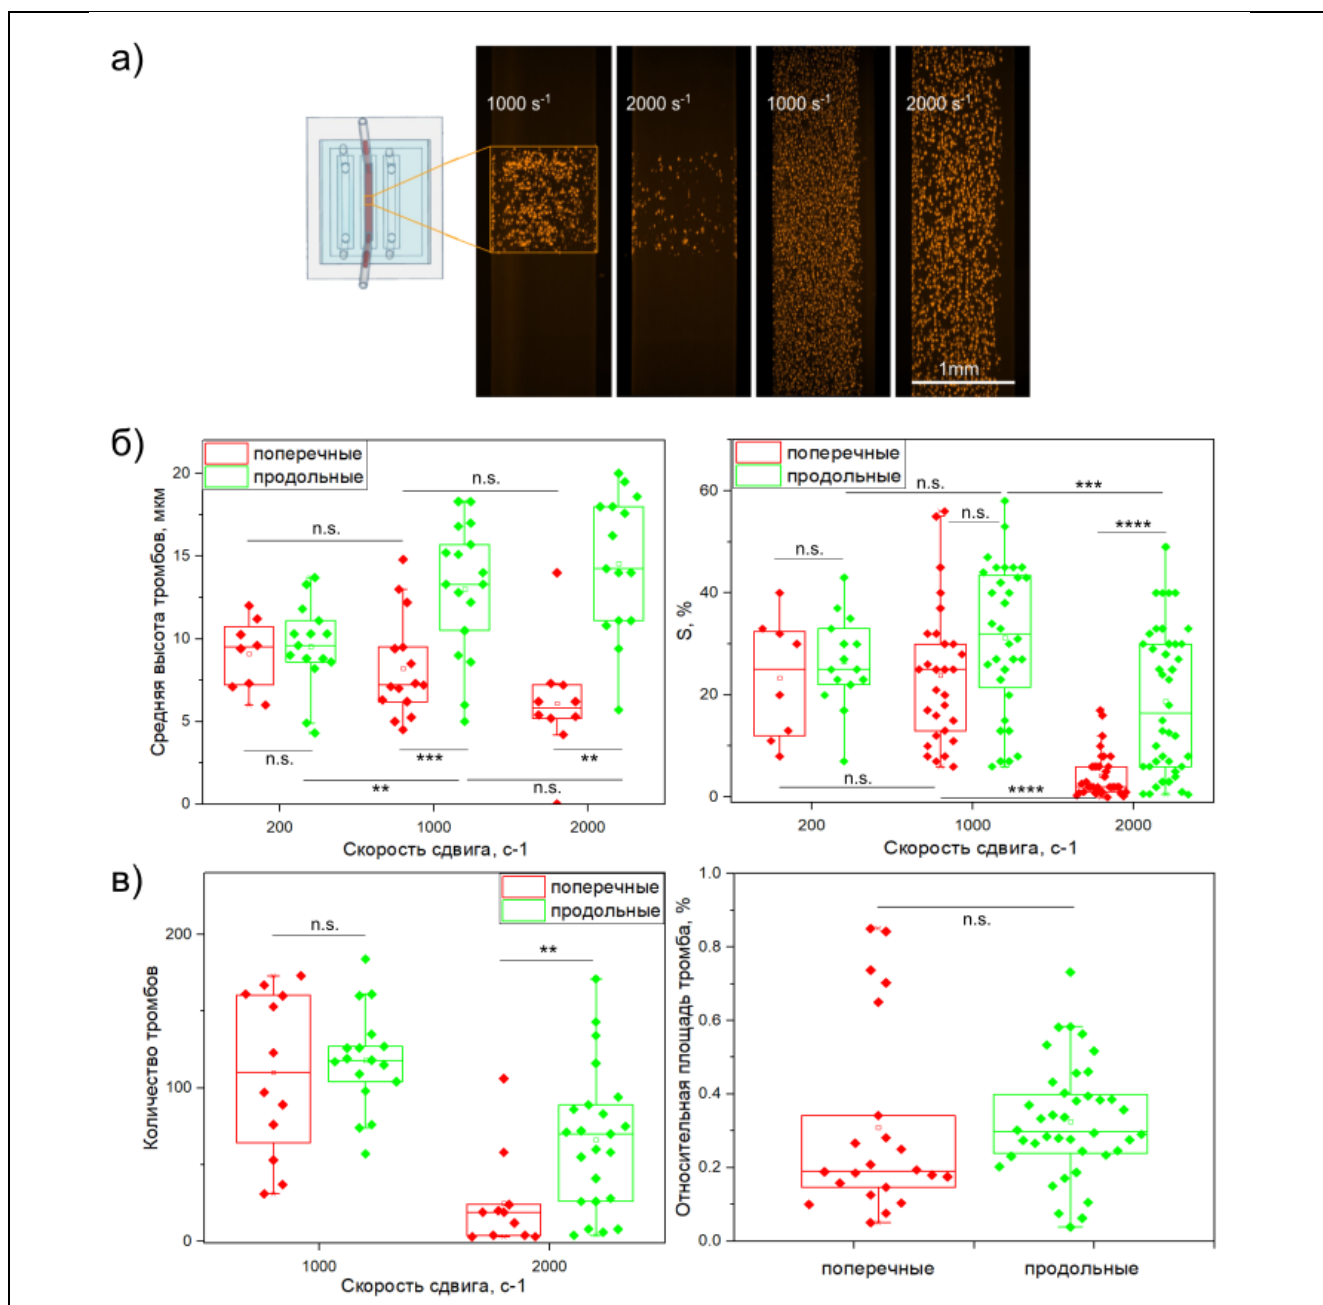 а)
1000 s⁻¹
2000 s⁻¹
1000 s⁻¹
2000 s⁻¹
1mm
б)
поперечные
продольные
Средняя высота тромбов, мкм
20
15
10
5
0
n.s.
n.s.
n.s.
***
**
**
n.s.
200
1000
2000
Скорость сдвига, с-1
поперечные
продольные
S, %
60
40
20
0
n.s.
***
n.s.
****
n.s.
n.s.
****
200
1000
2000
Скорость сдвига, с-1
в)
поперечные
продольные
Количество тромбов
200
100
0
n.s.
**
1000
2000
Скорость сдвига, с-1
Относительная площадь тромба, %
1.0
0.8
0.6
0.4
0.2
0.0
n.s.
поперечные
продольные